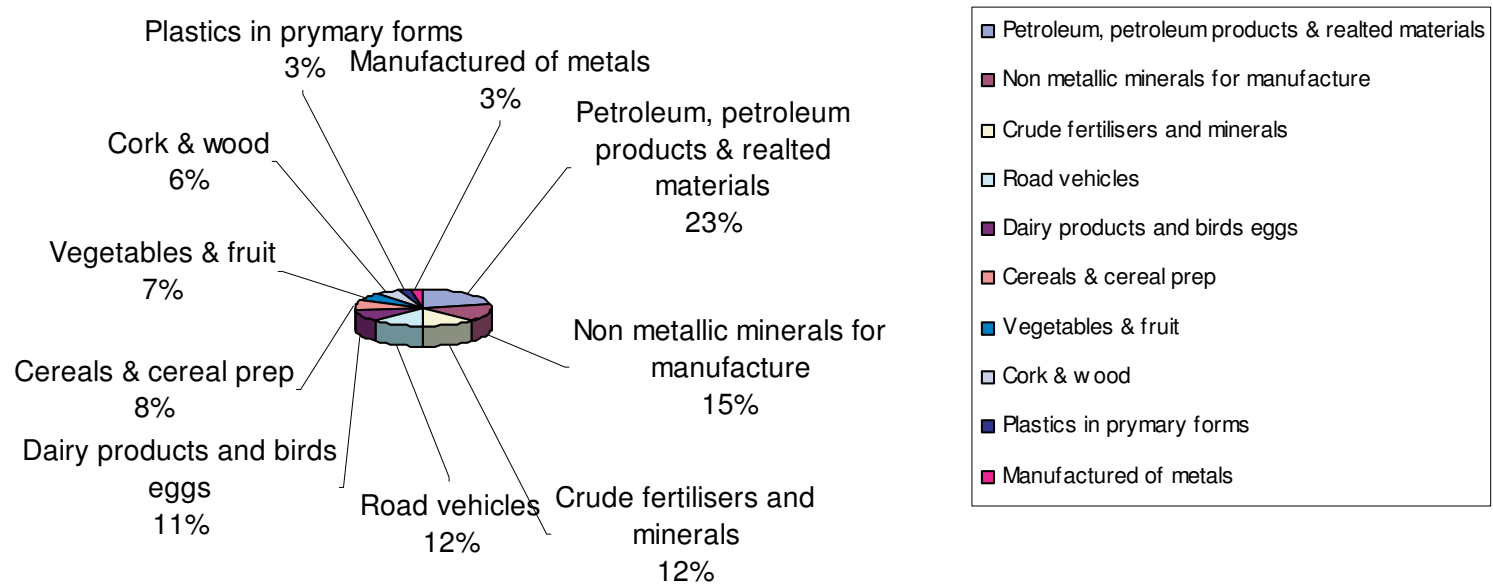 Plastics in prymary forms
3%
Manufactured of metals
3%
Petroleum, petroleum
products & realted
materials
23%
Non metallic minerals for
manufacture
15%
Crude fertilisers and
minerals
12%
Road vehicles
12%
Dairy products and birds
eggs
11%
Cereals & cereal prep
8%
Vegetables & fruit
7%
Cork & wood
6%
Petroleum, petroleum products & realted materials
Non metallic minerals for manufacture
Crude fertilisers and minerals
Road vehicles
Dairy products and birds eggs
Cereals & cereal prep
Vegetables & fruit
Cork & wood
Plastics in prymary forms
Manufactured of metals